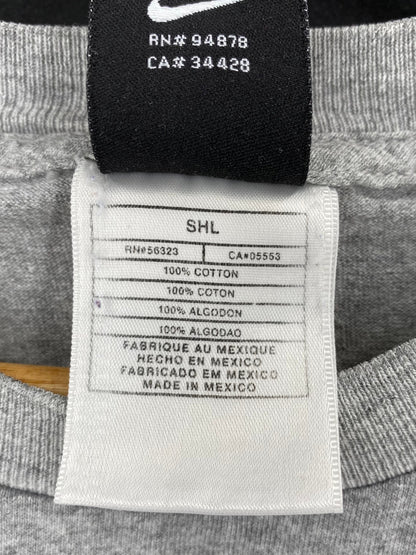 RN# 94878
CA# 34428
SHL
RN#56323 CA#05553
100% COTTON
100% COTON
100% ALGODON
100% ALGODAO
FABRIQUE AU MEXIQUE
HECHO EN MEXICO
FABRICADO EM MEXICO
MADE IN MEXICO